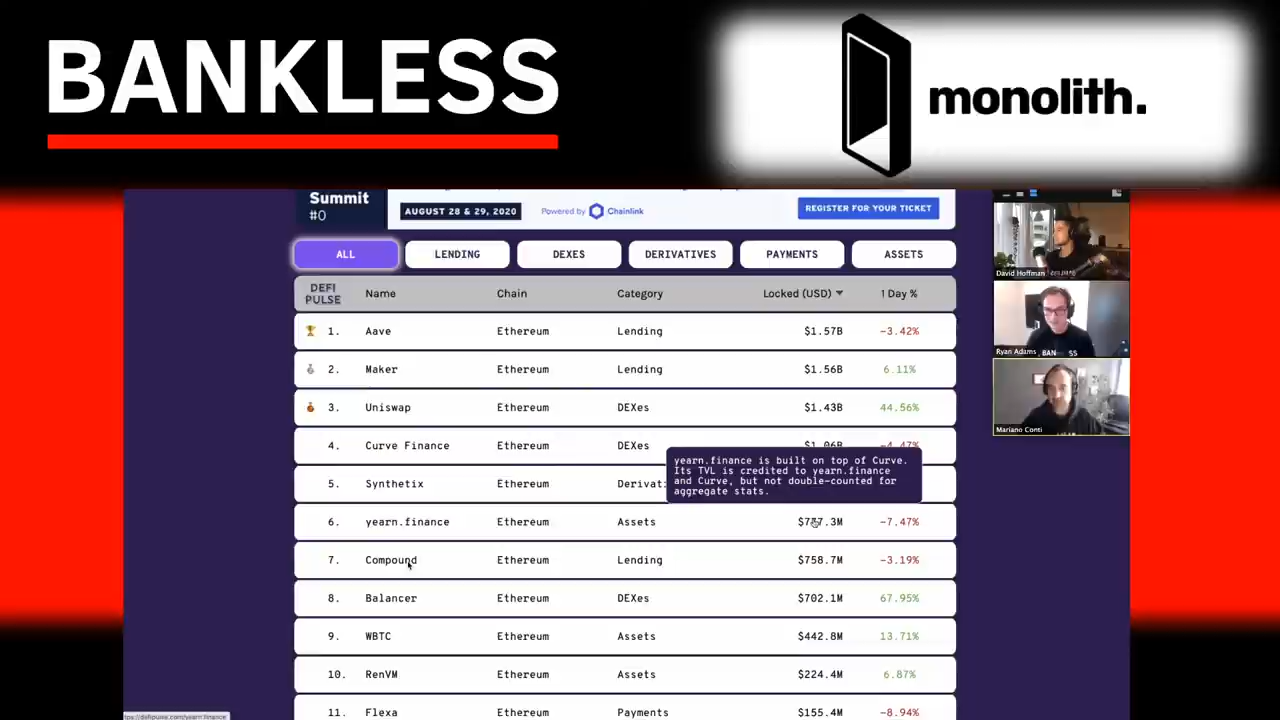 BANKLESS
monolith.
Summit
#0
AUGUST 28 & 29, 2020
Powered by Chainlink
REGISTER FOR YOUR TICKET
ALL LENDING DEXES DERIVATIVES PAYMENTS ASSETS
DEFI PULSE Name Chain Category Locked (USD) 1 Day %
1. Aave Ethereum Lending $1.57B -3.42%
2. Maker Ethereum Lending $1.56B 6.11%
3. Uniswap Ethereum DEXes $1.43B 44.56%
4. Curve Finance Ethereum DEXes $1.06B -4.47%
yearn.finance is built on top of Curve.
Its TVL is credited to yearn.finance
and Curve, but not double-counted for
aggregate stats.
5. Synthetix Ethereum Derivati
6. yearn.finance Ethereum Assets -7.47%
7. Compound Ethereum Lending $758.7M -3.19%
8. Balancer Ethereum DEXes $702.1M 67.95%
9. WBTC Ethereum Assets $442.8M 13.71%
10. RenVM Ethereum Assets $224.4M 6.87%
11. Flexa Ethereum Payments $155.4M -8.94%
David Hoffman
Ryan Adams
BAN SS
Mariano Conti